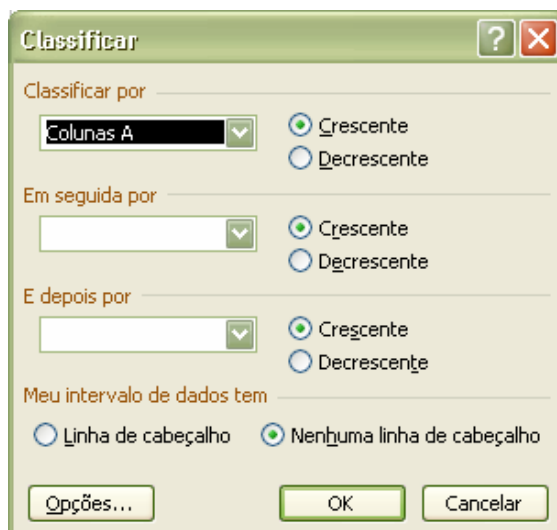 Classificar
Classificar por
Colunas A
Crescente
Decrescente
Em seguida por
Crescente
Decrescente
E depois por
Crescente
Decrescente
Meu intervalo de dados tem
Linha de cabeçalho Nenhuma linha de cabeçalho
Opções... OK Cancelar